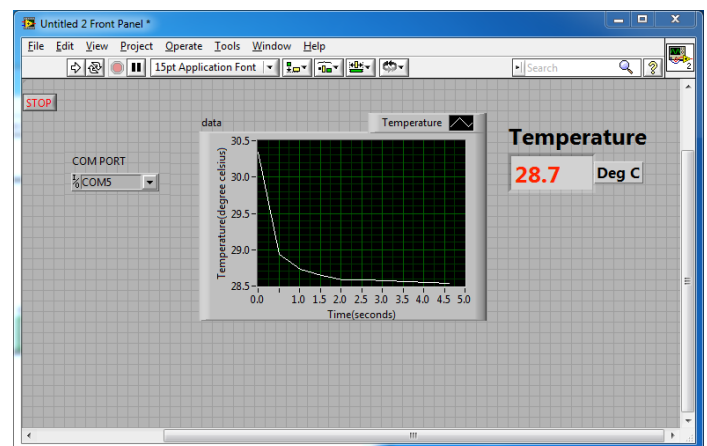 Untitled 2 Front Panel *
File Edit View Project Operate Tools Window Help
15pt Application Font
Search
?
2
STOP
data
Temperature
COM PORT
COM5
Temperature(degree celsius)
30.5
30.0
29.5
29.0
28.5
0.0 1.0 1.5 2.0 2.5 3.0 3.5 4.0 4.5 5.0
Time(seconds)
Temperature
28.7 Deg C